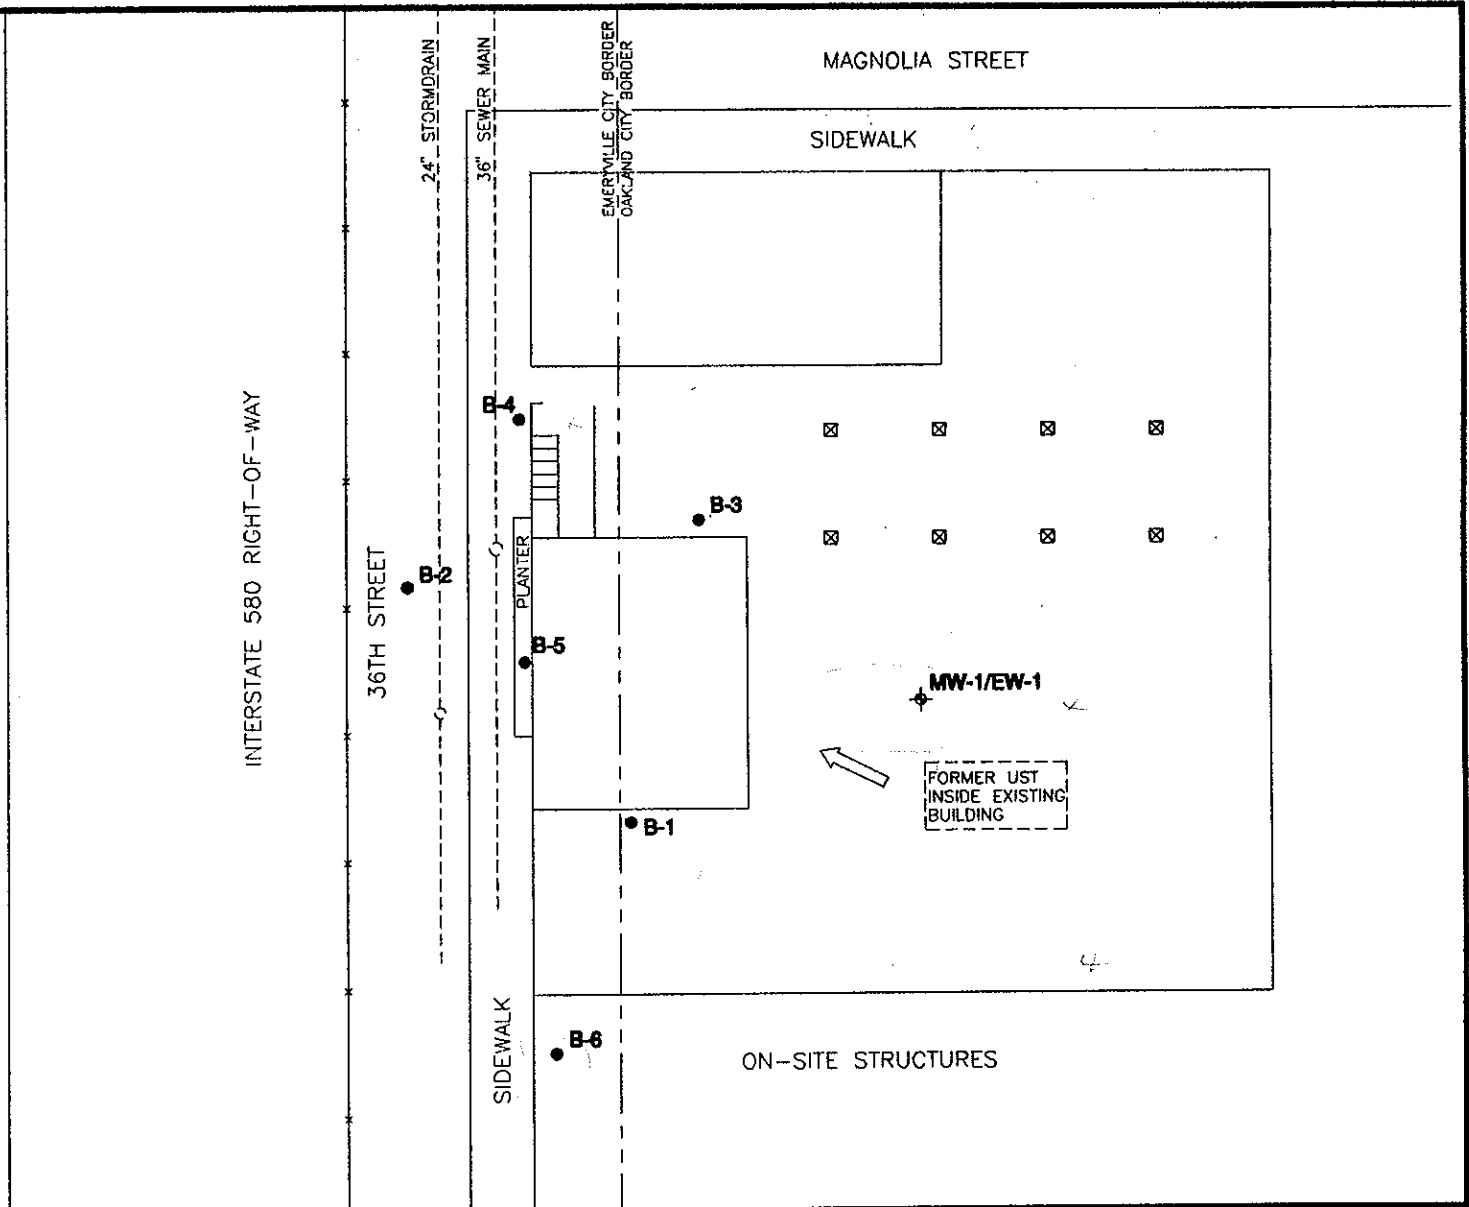 MAGNOLIA STREET
SIDEWALK
24" STORMDRAIN
36" SEWER MAIN
EMERYVILLE CITY BORDER
OAKLAND CITY BORDER
INTERSTATE 580 RIGHT-OF-WAY
36TH STREET
B-4
B-3
B-2
PLANTER
B-5
MW-1/EW-1
FORMER UST
INSIDE EXISTING
BUILDING
B-1
SIDEWALK
B-6
ON-SITE STRUCTURES